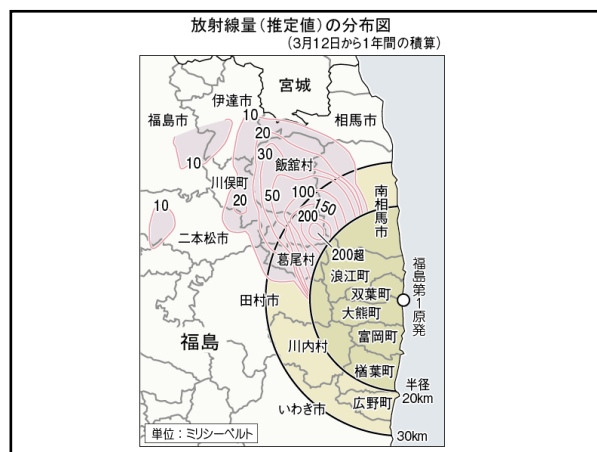 放射線量(推定値)の分布図
(3月12日から1年間の積算)
宮城
伊達市
福島市
相馬市
10
20
30
飯舘村
10
川俣町
50
100
150
南相馬市
20
200
10
二本松市
200超
葛尾村
浪江町
福島第1原発
双葉町
田村市
大熊町
福島
富岡町
川内村
楢葉町
半径
20km
いわき市
広野町
単位:ミリシーベルト
30km